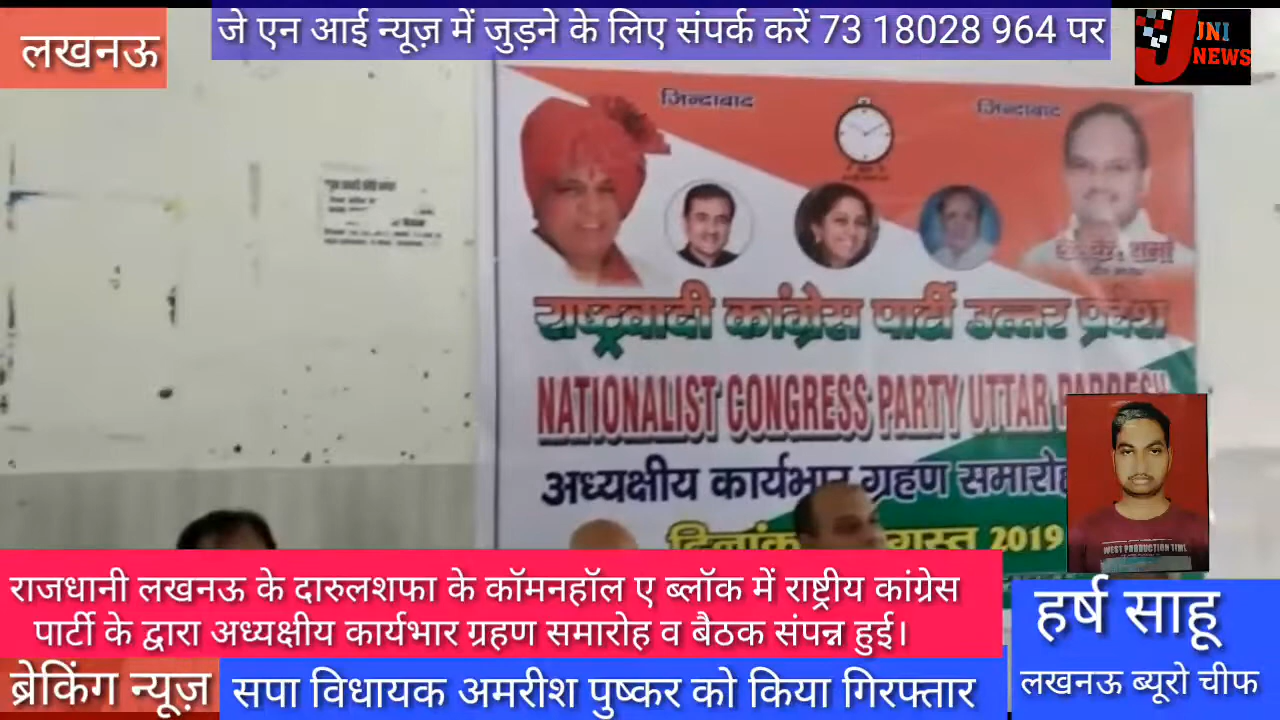 लखनऊ
जे एन आई न्यूज़ में जुड़ने के लिए संपर्क करें 73 18028 964 पर
JNI
NEWS
जिन्दाबाद
जिन्दाबाद
शर्मा
राष्ट्रवादी कांग्रेस पार्टी उत्तर प्रदेश
NATIONALIST CONGRESS PARTY UTTAR
अध्यक्षीय कार्यभार ग्रहण समारोह
दिनांक 2019
WEST PRODUCTION TIME
राजधानी लखनऊ के दारुलशफा के कॉमनहॉल ए ब्लॉक में राष्ट्रीय कांग्रेस
पार्टी के द्वारा अध्यक्षीय कार्यभार ग्रहण समारोह व बैठक संपन्न हुई।
हर्ष साहू
लखनऊ ब्यूरो चीफ
ब्रेकिंग न्यूज़
सपा विधायक अमरीश पुष्कर को किया गिरफ्तार